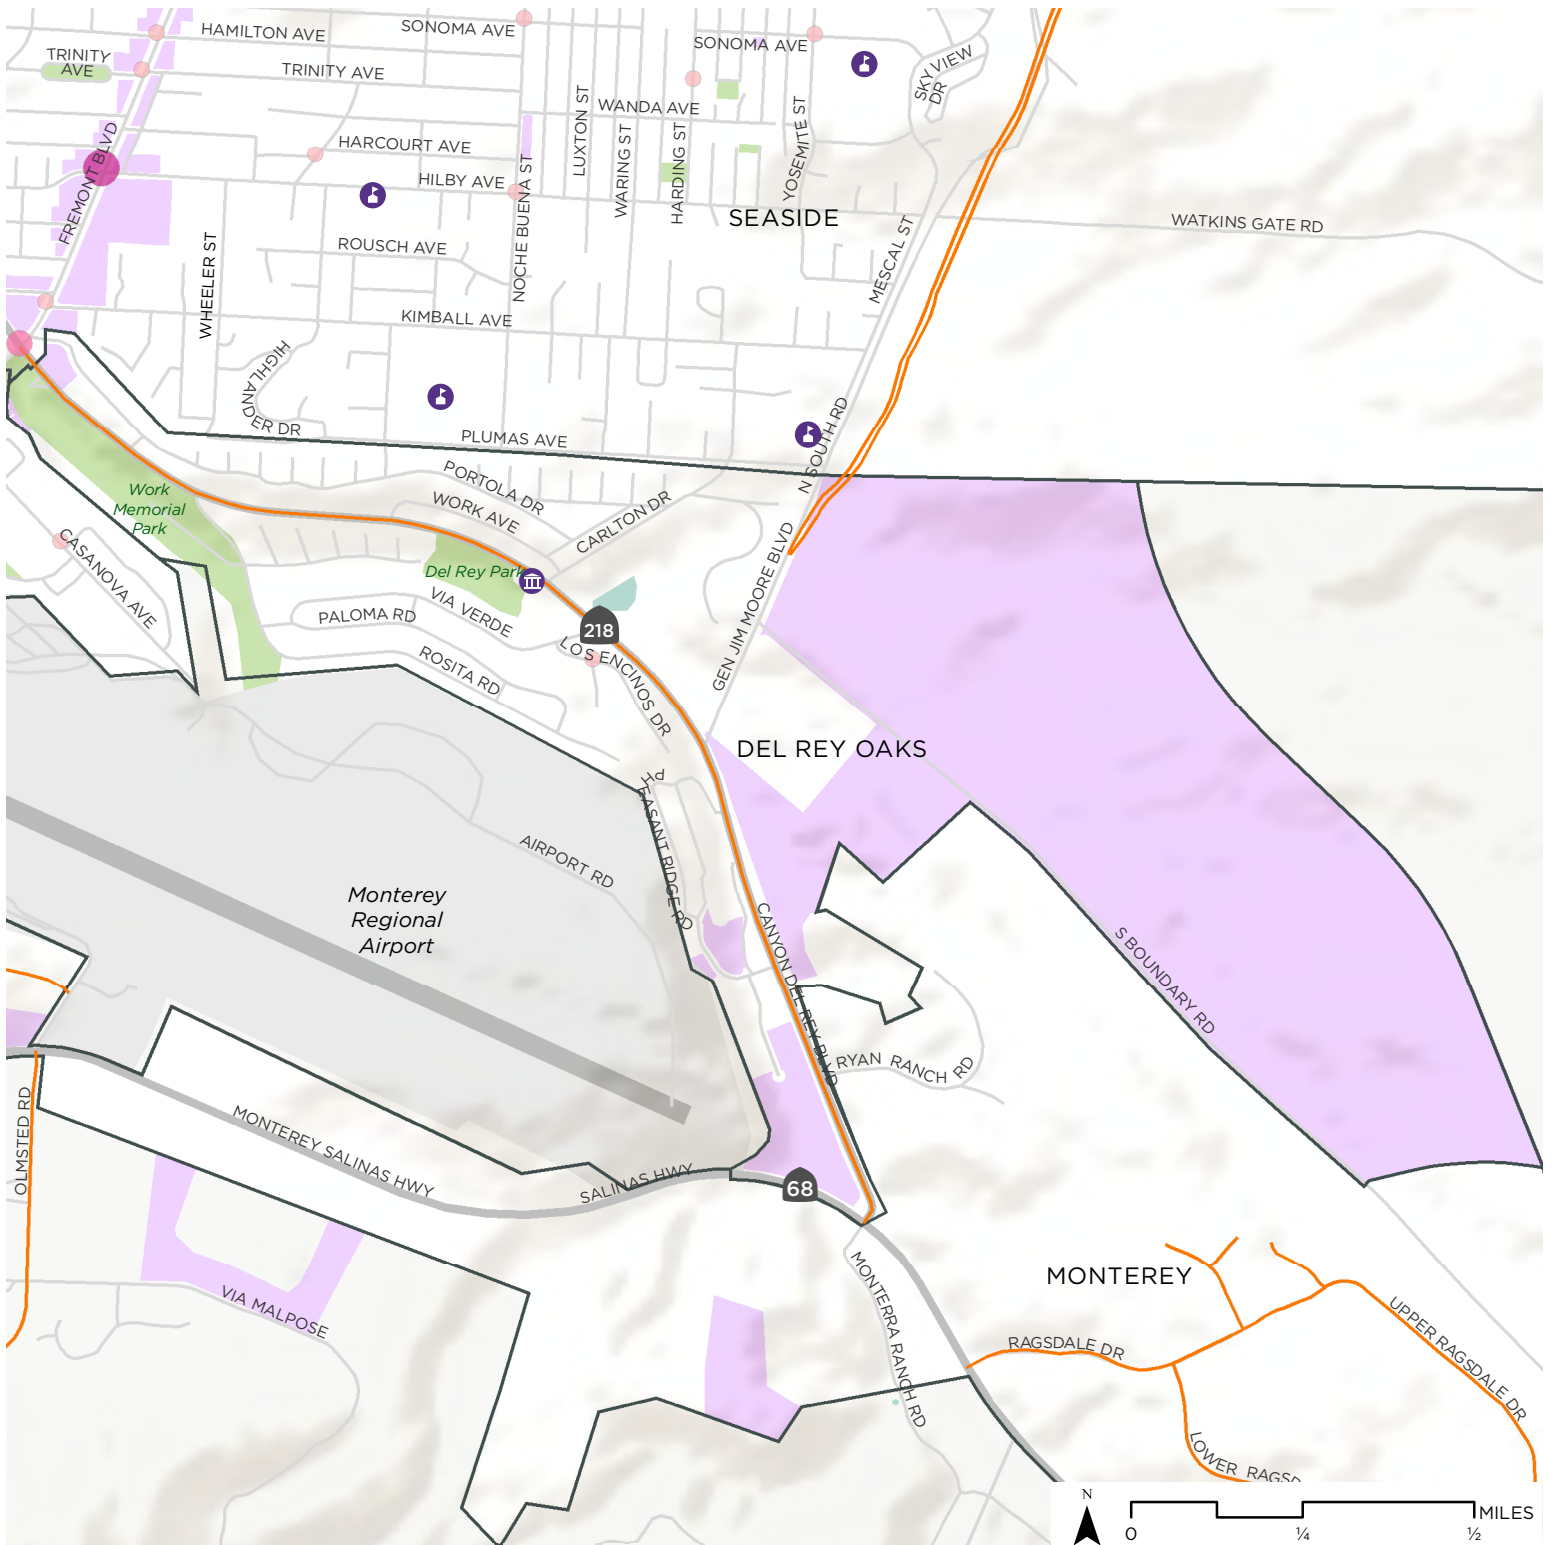 HAMILTON AVE
SONOMA AVE
SONOMA AVE
TRINITY
AVE
TRINITY AVE
SKY VIEW
DR
WANDA AVE
LUXTON ST
WARING ST
HARDING ST
YOSEMITE ST
FREMONT BLVD
HARCOURT AVE
HILBY AVE
NOCHE BUENA ST
SEASIDE
WATKINS GATE RD
MESCAL ST
WHEELER ST
ROUSCH AVE
KIMBALL AVE
HIGHLANDER DR
PLUMAS AVE
N SOUTH RD
PORTOLA DR
WORK AVE
CARLTON DR
Work
Memorial
Park
CASANOVA AVE
Del Rey Park
GEN JIM MOORE BLVD
PALOMA RD
VIA VERDE
218
LOS ENCINOS DR
ROSITA RD
DEL REY OAKS
PHEASANT RIDGE RD
AIRPORT RD
Monterey
Regional
Airport
CANYON DEL REY BLVD
S BOUNDARY RD
RYAN RANCH RD
OLMSTED RD
MONTEREY SALINAS HWY
SALINAS HWY
68
VIA MALPOSE
MONTERRA RANCH RD
MONTEREY
RAGSDALE DR
UPPER RAGSDALE DR
LOWER RAGSD
N
0
¼
½
MILES